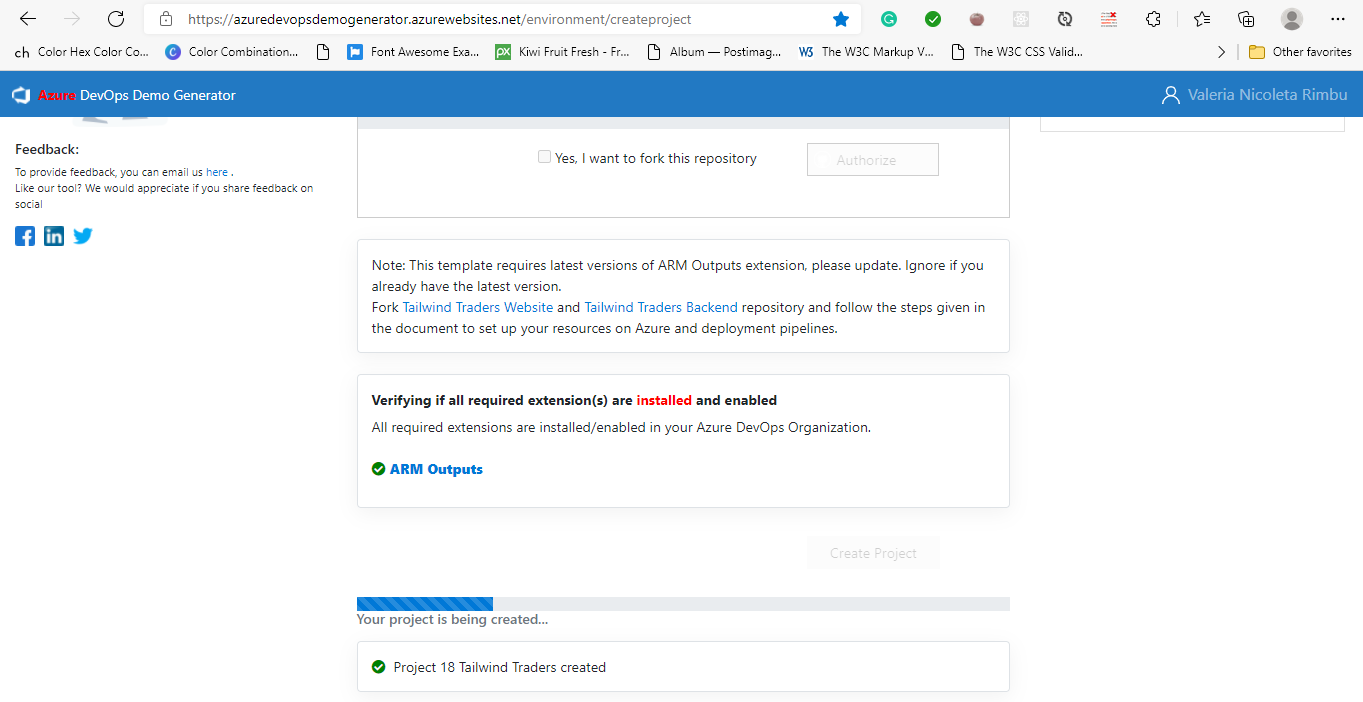 https://azuredevopsdemogenerator.azurewebsites.net/environment/createproject
ch Color Hex Color Co... C Color Combination... Font Awesome Exa... px Kiwi Fruit Fresh - Fr... Album — Postimag... W3 The W3C Markup V... The W3C CSS Valid... Other favorites
Azure DevOps Demo Generator
Valeria Nicoleta Rimbu
Feedback:
To provide feedback, you can email us here .
Like our tool? We would appreciate if you share feedback on
social
Yes, I want to fork this repository
Authorize
Note: This template requires latest versions of ARM Outputs extension, please update. Ignore if you
already have the latest version.
Fork Tailwind Traders Website and Tailwind Traders Backend repository and follow the steps given in
the document to set up your resources on Azure and deployment pipelines.
Verifying if all required extension(s) are installed and enabled
All required extensions are installed/enabled in your Azure DevOps Organization.
ARM Outputs
Create Project
Your project is being created...
Project 18 Tailwind Traders created